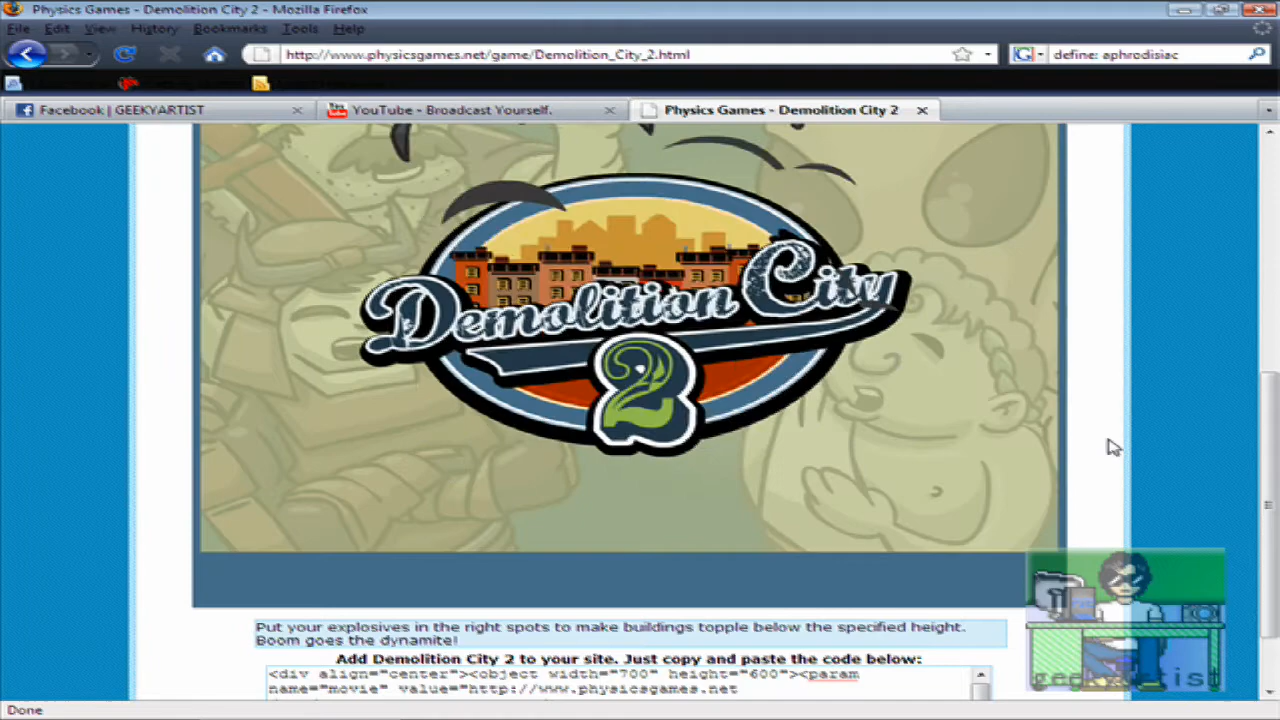 Physics Games - Demolition City 2 - Mozilla Firefox
File Edit View History Bookmarks Tools Help
http://www.physicsgames.net/game/Demolition_City_2.html
define: aphrodisiac
Facebook | GEEKYARTIST
YouTube - Broadcast Yourself.
Physics Games - Demolition City 2
Demolition City
2
Put your explosives in the right spots to make buildings topple below the specified height.
Boom goes the dynamite!
Add Demolition City 2 to your site. Just copy and paste the code below:
<div align="center"><object width="700" height="600"><param
name="movie" value="http://www.physicsgames.net
geekyartist
Done